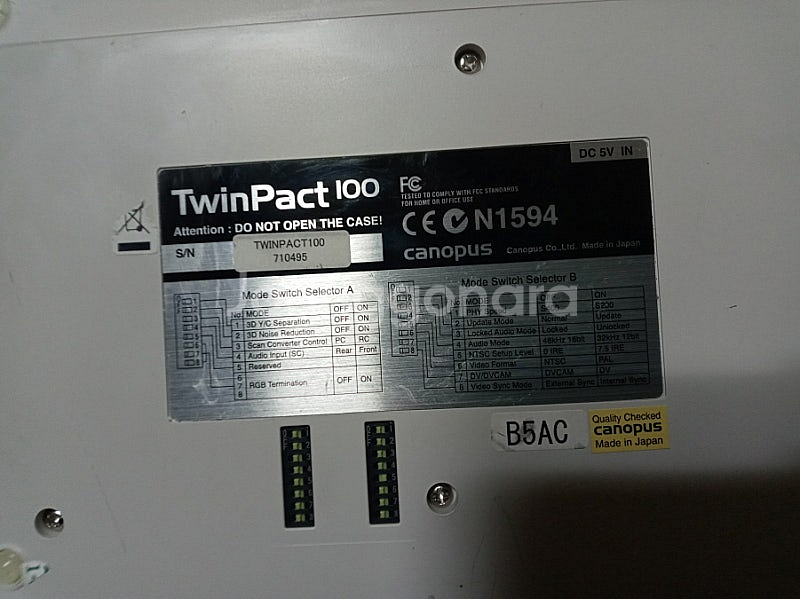 DC 5V IN
TwinPact 100
FC
TESTED TO COMPLY WITH FCC STANDARDS
FOR HOME OR OFFICE USE
Attention : DO NOT OPEN THE CASE!
CE N1594
S/N
TWINPACT100
710495
canopus Canopus Co.,Ltd. Made in Japan
Mode Switch Selector A
No. MODE OFF ON
1 3D Y/C Separation OFF ON
2 3D Noise Reduction OFF ON
3 Scan Converter Control PC RC
4 Audio Input (SC) Rear Front
5 Reserved
6
7 RGB Termination OFF ON
8
Mode Switch Selector B
No. MODE ON
PHY Speed S200
2 Update Mode Normal Update
3 Locked Audio Mode Locked Unlocked
4 Audio Mode 48kHz 16bit 32kHz 12bit
5 NTSC Setup Level 0 IRE 7.5 IRE
6 Video Format NTSC PAL
7 DV/DVCAM DVCAM DV
8 Video Sync Mode External Sync Internal Sync
B5AC
Quality Checked
canopus
Made in Japan